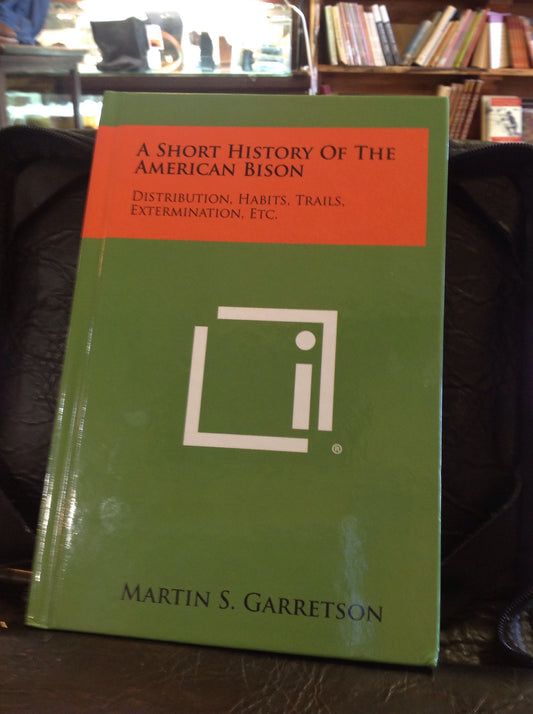 A Short History Of The
American Bison
Distribution, Habits, Trails,
Extermination, Etc.
i
®
Martin S. Garretson